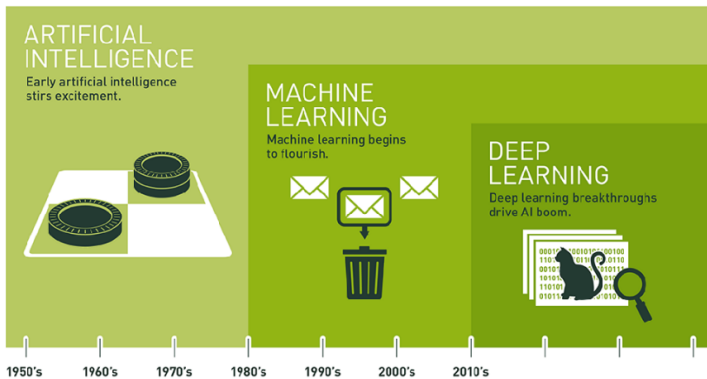 ARTIFICIAL
INTELLIGENCE
Early artificial intelligence
stirs excitement.
MACHINE
LEARNING
Machine learning begins
to flourish.
DEEP
LEARNING
Deep learning breakthroughs
drive AI boom.
1950's
1960's
1970's
1980's
1990's
2000's
2010's